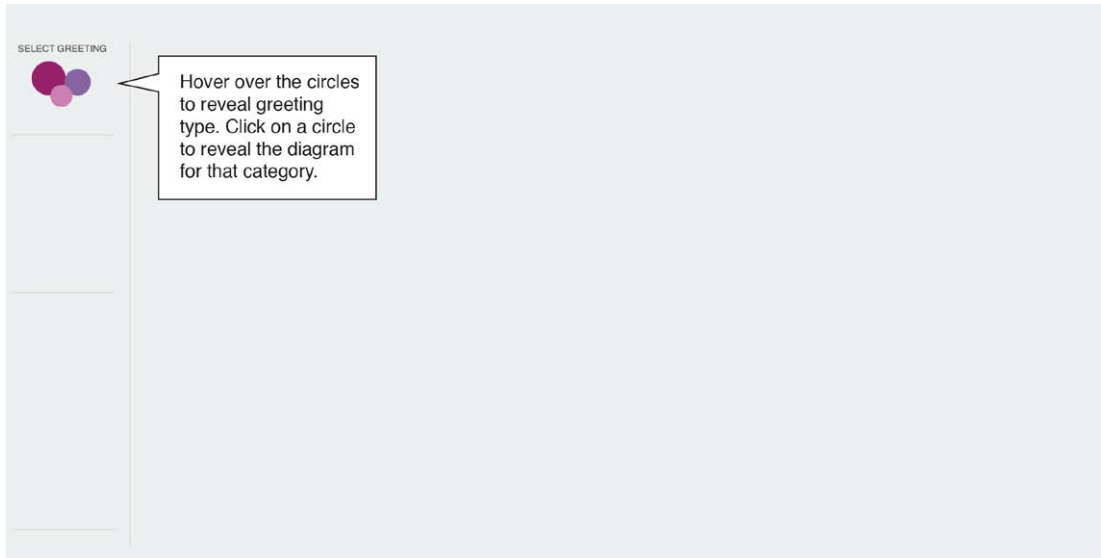 SELECT GREETING
Hover over the circles
to reveal greeting
type. Click on a circle
to reveal the diagram
for that category.